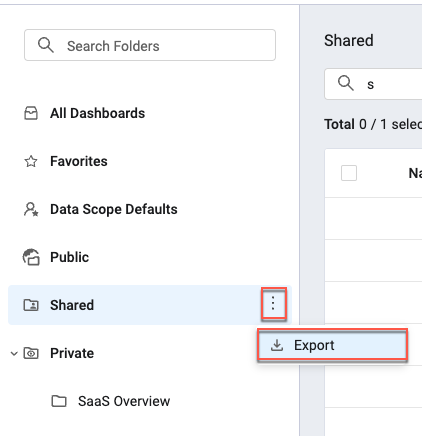 Search Folders
All Dashboards
Favorites
Data Scope Defaults
Public
Shared
Export
Private
SaaS Overview
Shared
s
Total 0 / 1 selec
Na